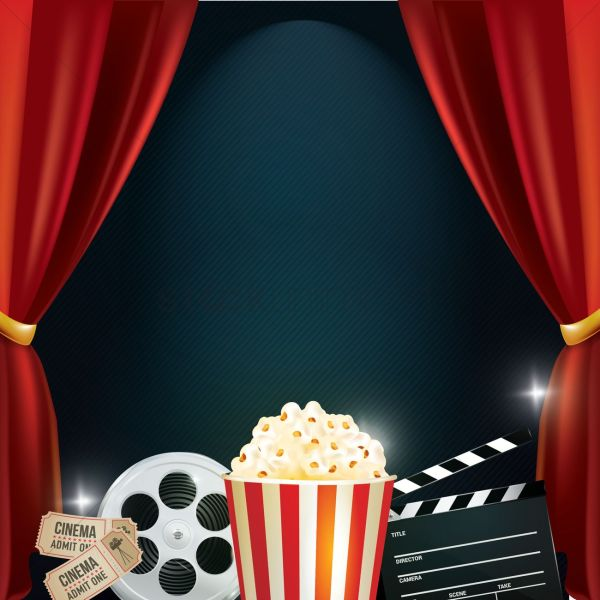 CINEMA
ADMIT ONE
CINEMA
ADMIT ONE
TITLE
DIRECTOR
CAMERA
SCENE TAKE